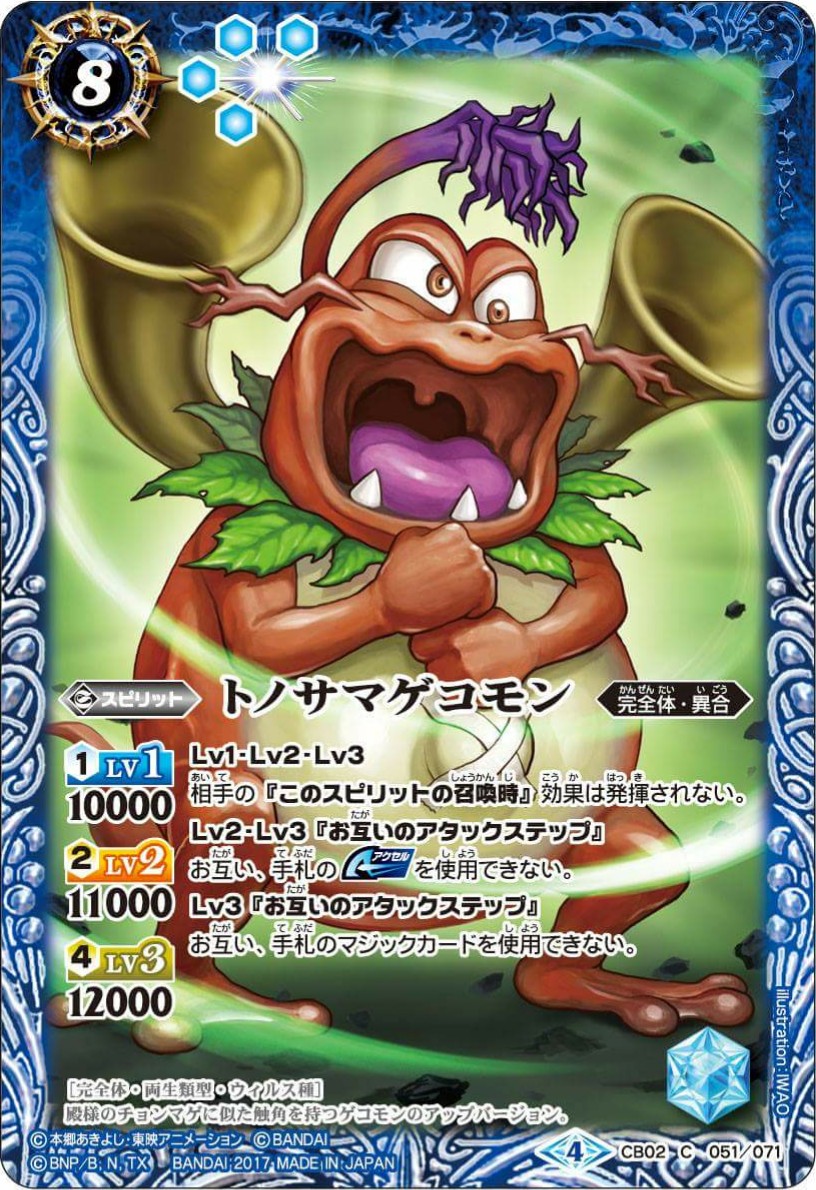 8
スピリット
トノサマゲコモン
完全体・異合
かんぜんたい いごう
1 LV1
10000
2 LV2
11000
4 LV3
12000
Lv1・Lv2・Lv3
相手の『このスピリットの召喚時』効果は発揮されない。
Lv2・Lv3『お互いのアタックステップ』
お互い、手札のアクセルを使用できない。
Lv3『お互いのアタックステップ』
お互い、手札のマジックカードを使用できない。
[完全体・両生類型・ウィルス種]
殿様のチョンマゲに似た触角を持つゲコモンのアップバージョン。
illustration:IWAO
©本郷あきよし・東映アニメーション ©BANDAI
©BNP/B, N, TX BANDAI 2017 MADE IN JAPAN
4
CB02 C 051/071